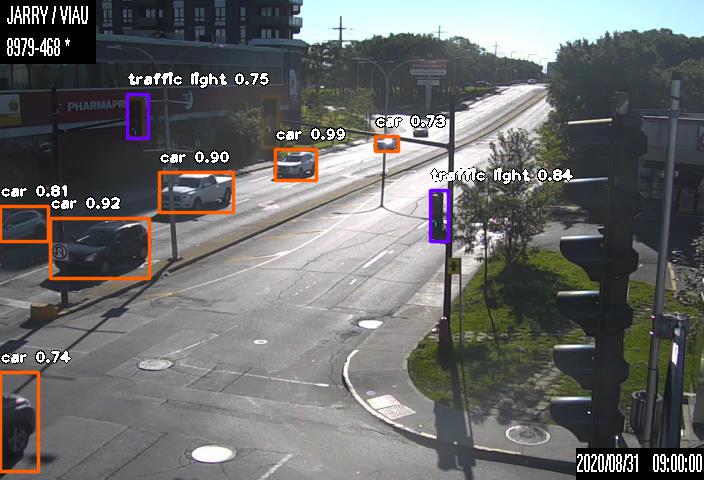 JARRY / VIAU
8979-468 *
traffic light 0.75
PHARMAPR
car 0.73
car 0.99
car 0.90
traffic light 0.84
car 0.81
car 0.92
car 0.74
2020/08/31 09:00:00